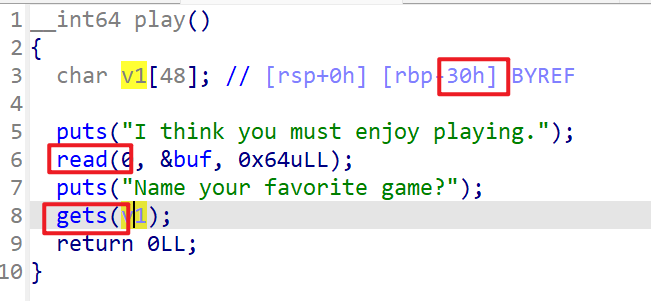 1 __int64 play()
2 {
3 char v1[48]; // [rsp+0h] [rbp-30h] BYREF
4
5 puts("I think you must enjoy playing.");
6 read(0, &buf, 0x64uLL);
7 puts("Name your favorite game?");
8 gets(v1);
9 return 0LL;
10 }